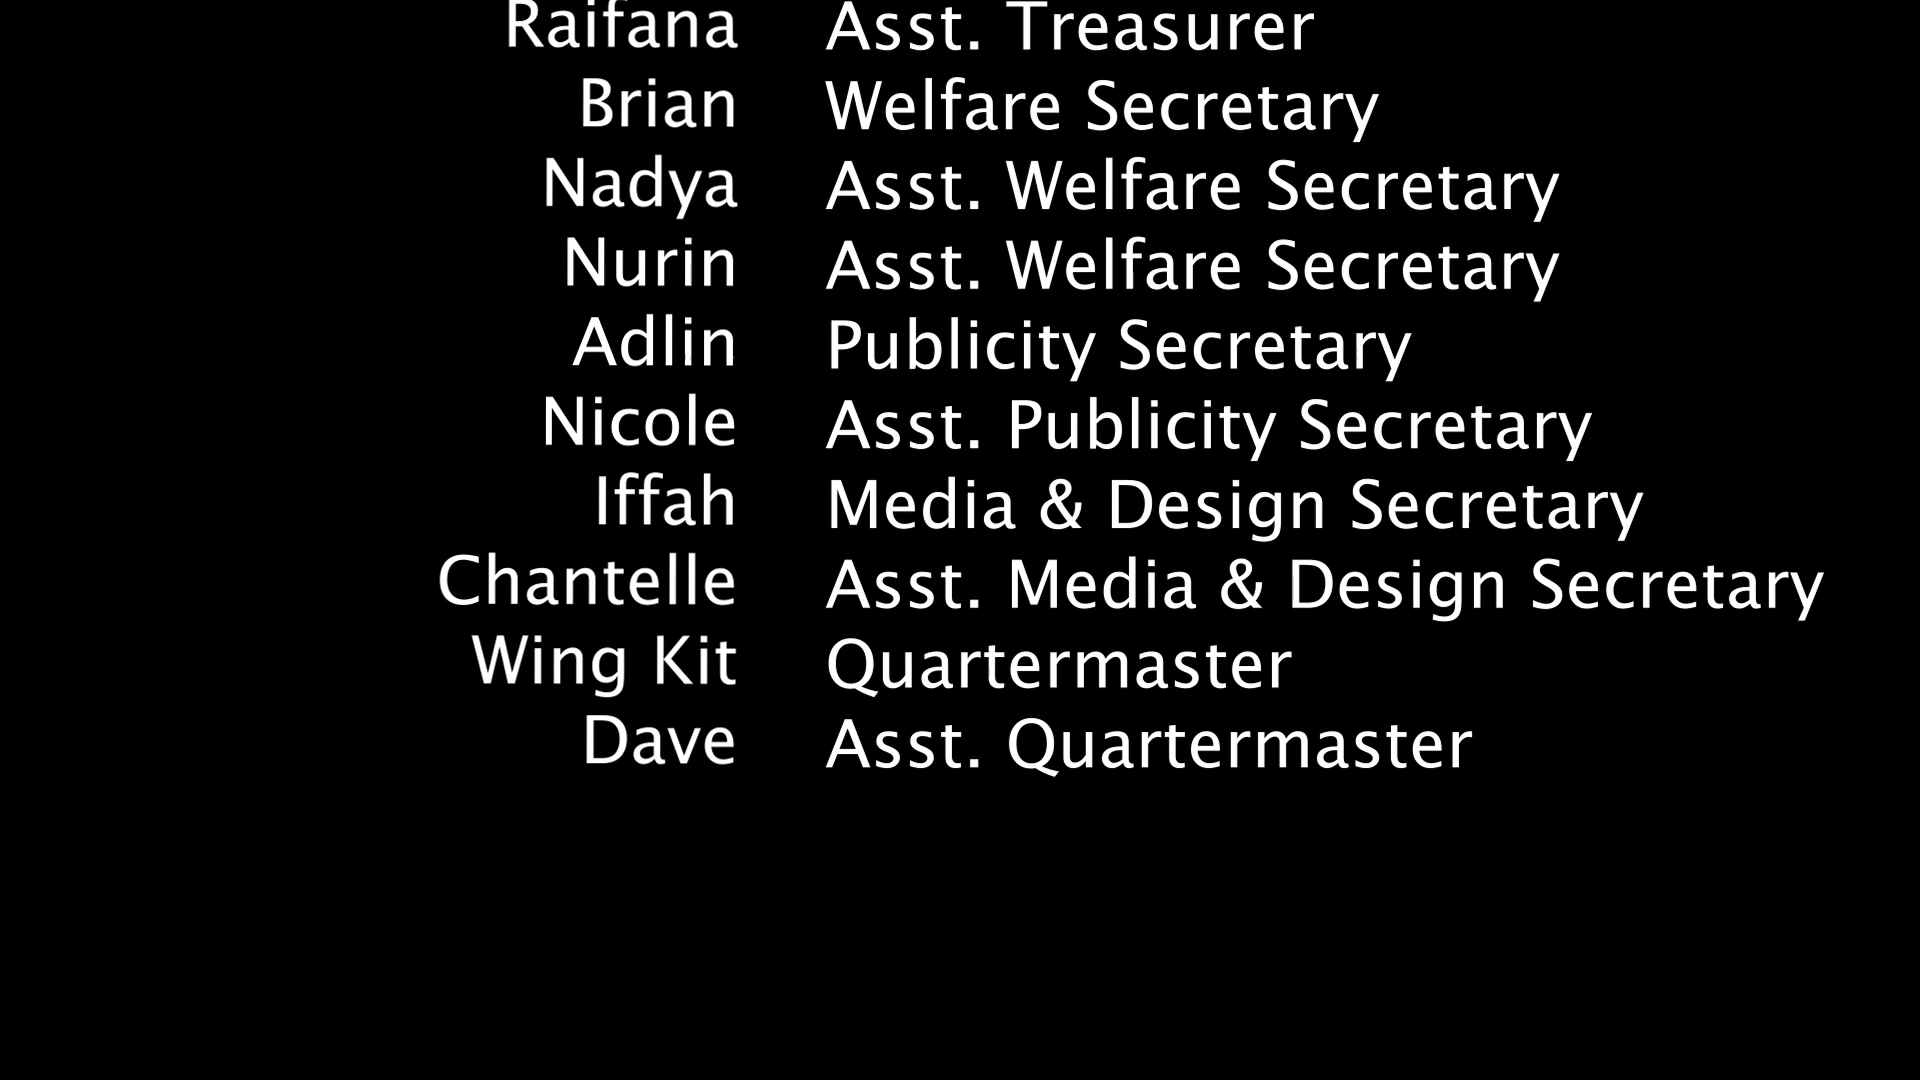 Raifana Asst. Treasurer
Brian Welfare Secretary
Nadya Asst. Welfare Secretary
Nurin Asst. Welfare Secretary
Adlin Publicity Secretary
Nicole Asst. Publicity Secretary
Iffah Media & Design Secretary
Chantelle Asst. Media & Design Secretary
Wing Kit Quartermaster
Dave Asst. Quartermaster